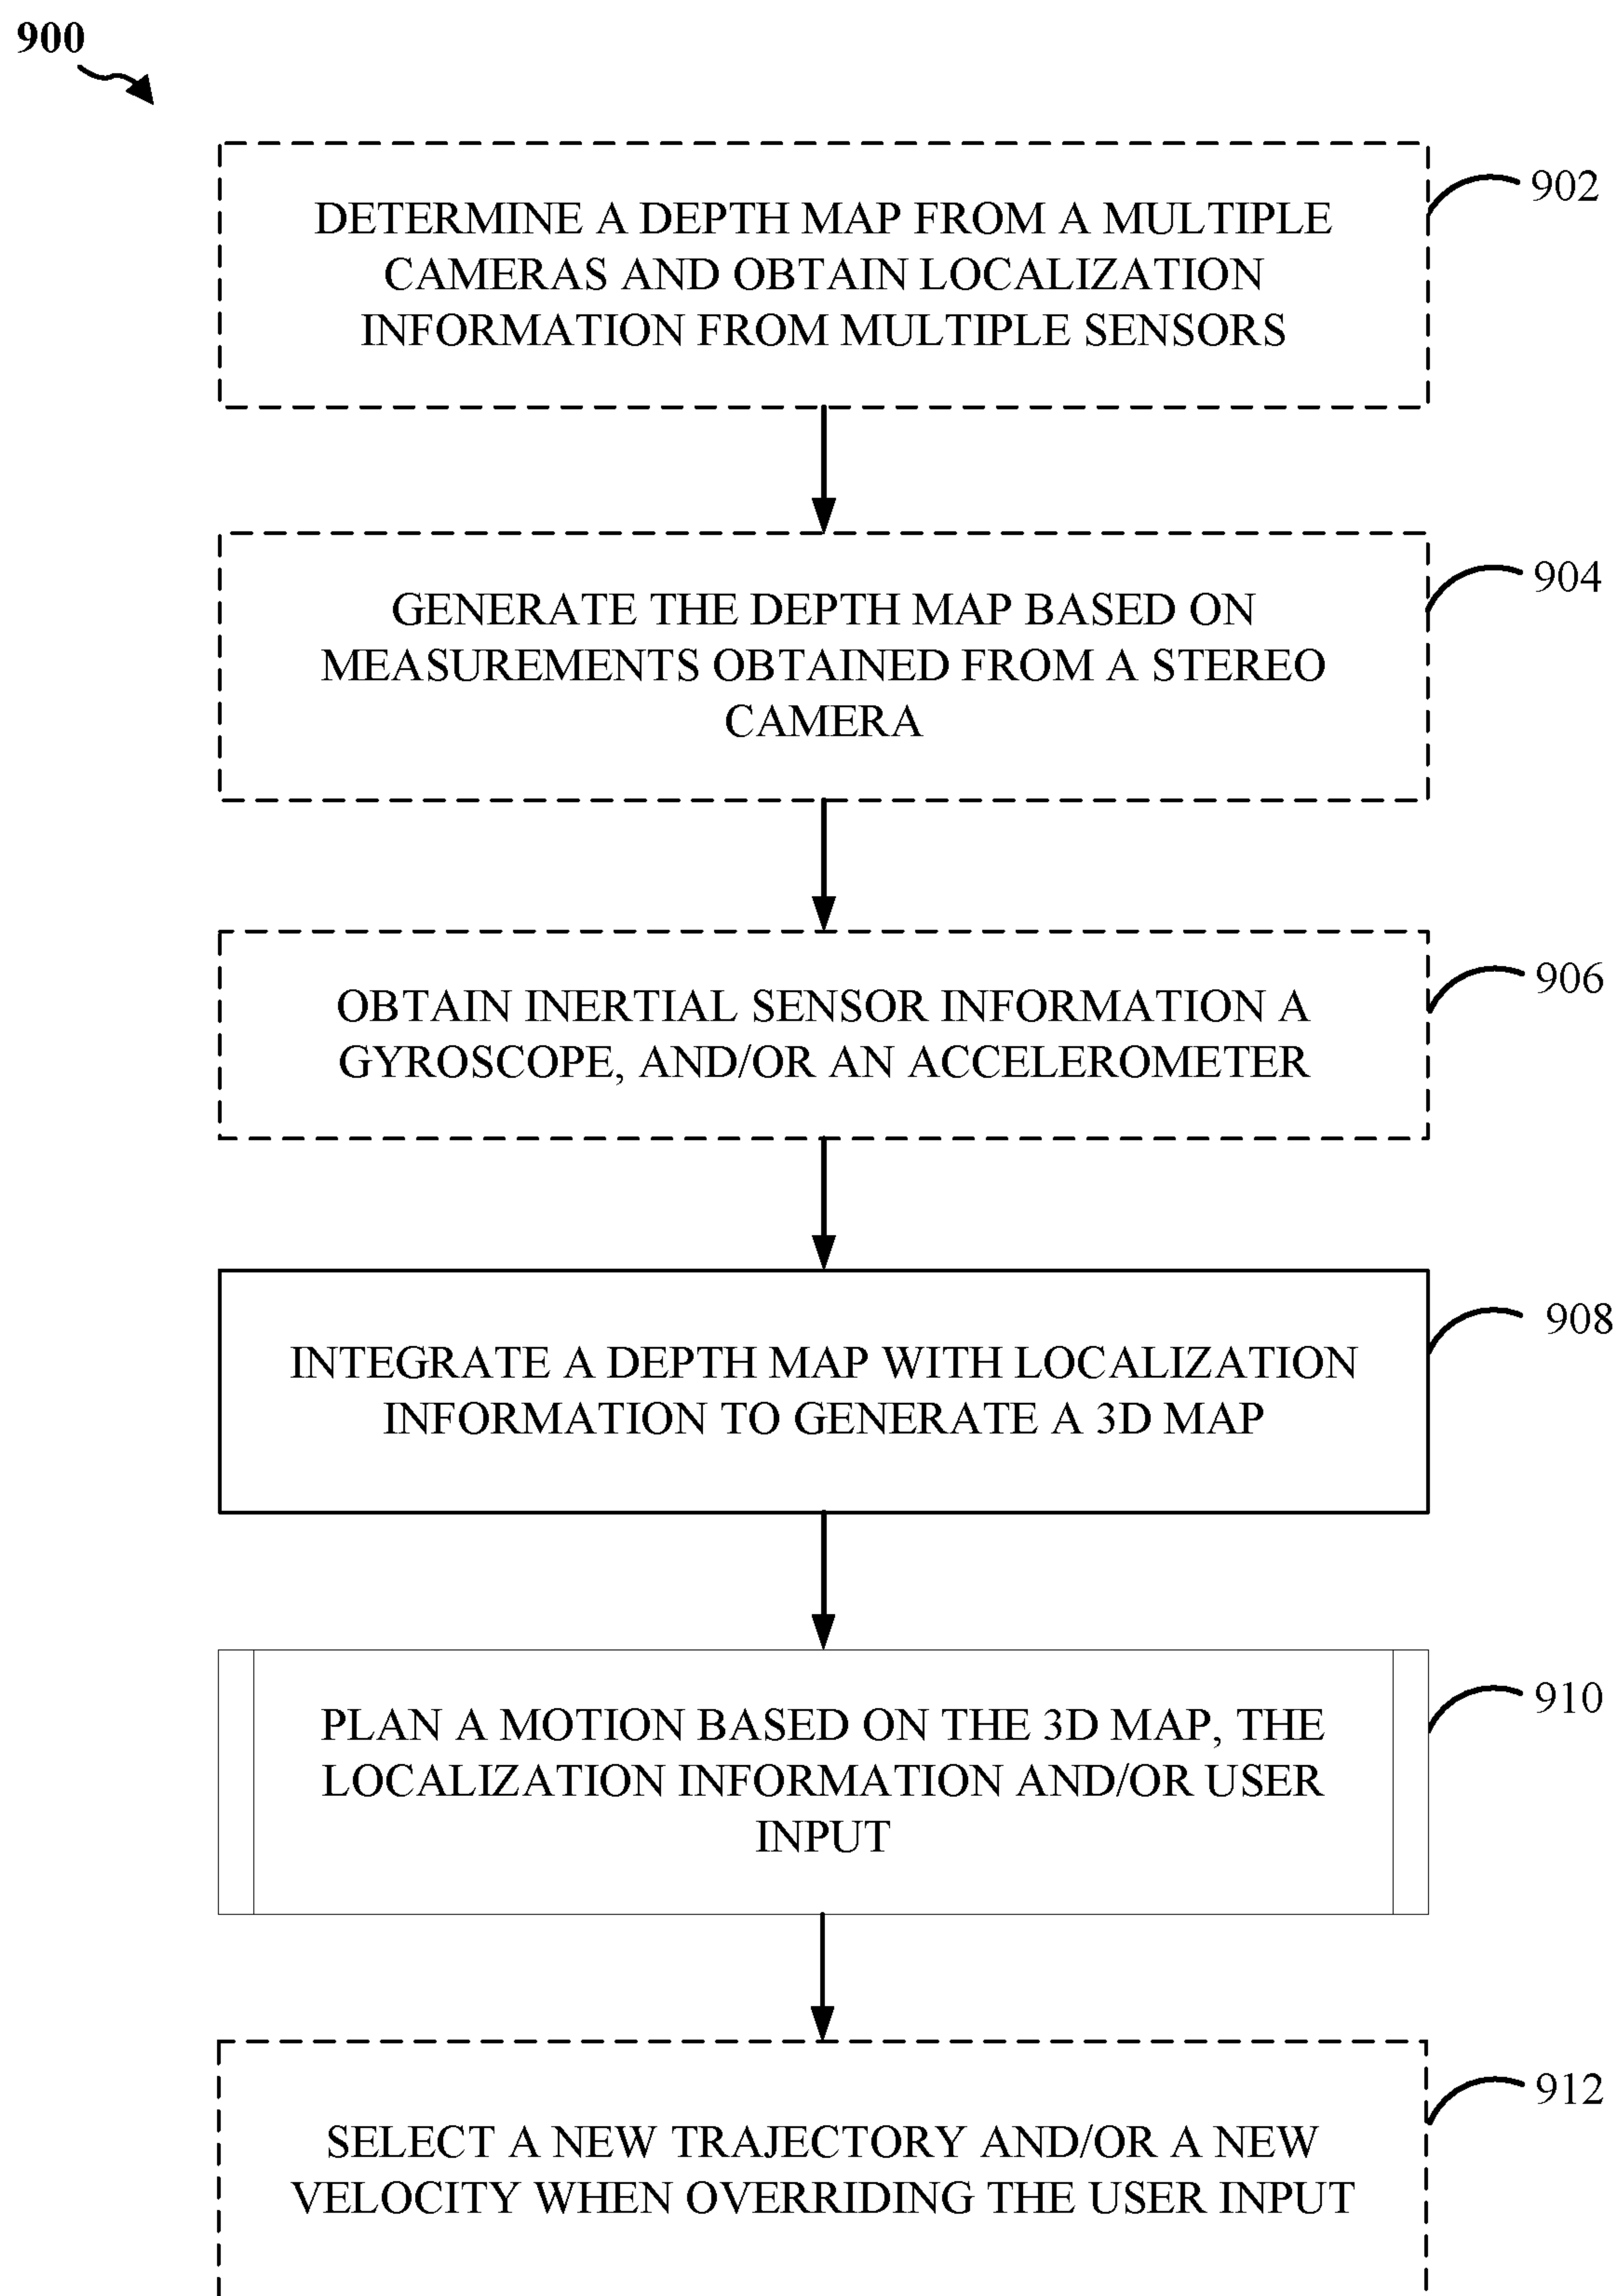 900
902
DETERMINE A DEPTH MAP FROM A MULTIPLE
CAMERAS AND OBTAIN LOCALIZATION
INFORMATION FROM MULTIPLE SENSORS
904
GENERATE THE DEPTH MAP BASED ON
MEASUREMENTS OBTAINED FROM A STEREO
CAMERA
906
OBTAIN INERTIAL SENSOR INFORMATION A
GYROSCOPE, AND/OR AN ACCELEROMETER
908
INTEGRATE A DEPTH MAP WITH LOCALIZATION
INFORMATION TO GENERATE A 3D MAP
910
PLAN A MOTION BASED ON THE 3D MAP, THE
LOCALIZATION INFORMATION AND/OR USER
INPUT
912
SELECT A NEW TRAJECTORY AND/OR A NEW
VELOCITY WHEN OVERRIDING THE USER INPUT